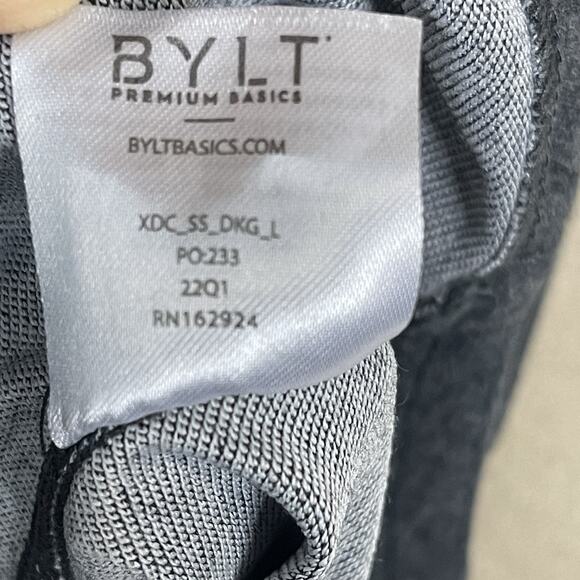 BYLT
PREMIUM BASICS
BYLTBASICS.COM
XDC_SS_DKG_L
PO:233
22Q1
RN162924